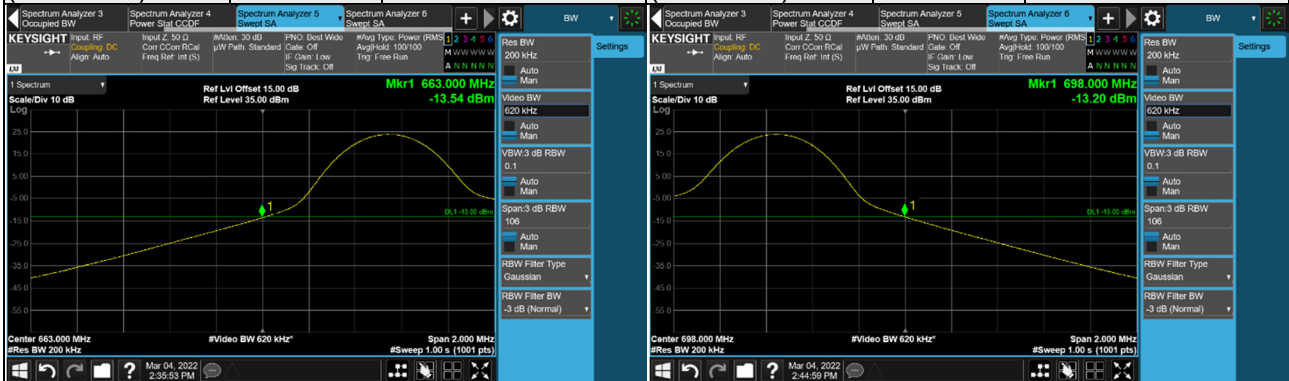 Spectrum Analyzer 3
Occupied BW
Spectrum Analyzer 4
Power Stat CCDF
Spectrum Analyzer 5
Swept SA
Spectrum Analyzer 6
Swept SA
BW
KEYSIGHT
Input: RF
Coupling: DC
Align: Auto
Input Z: 50 Ω
Corr CCorr RCal
Freq Ref: Int (S)
#Atten: 30 dB
µW Path: Standard
PNO: Best Wide
Gate: Off
IF Gain: Low
Sig Track: Off
#Avg Type: Power (RMS
Avg|Hold: 100/100
Trig: Free Run
1 2 3 4 5 6
M W W W W W
A N N N N N
LXI
1 Spectrum
Scale/Div 10 dB
Log
Ref Lvl Offset 15.00 dB
Ref Level 35.00 dBm
Mkr1 663.000 MHz
-13.54 dBm
25.0
15.0
5.00
-5.00
-15.0
-25.0
-35.0
-45.0
-55.0
1
DL1 -13.00 dBm
Center 663.000 MHz
#Res BW 200 kHz
#Video BW 620 kHz*
Span 2.000 MHz
#Sweep 1.00 s (1001 pts)
Mar 04, 2022
2:35:53 PM
Res BW
200 kHz
Auto
Man
Video BW
620 kHz
Auto
Man
VBW:3 dB RBW
0.1
Auto
Man
Span:3 dB RBW
106
Auto
Man
RBW Filter Type
Gaussian
RBW Filter BW
-3 dB (Normal)
Settings
Spectrum Analyzer 3
Occupied BW
Spectrum Analyzer 4
Power Stat CCDF
Spectrum Analyzer 5
Swept SA
Spectrum Analyzer 6
Swept SA
BW
KEYSIGHT
Input: RF
Coupling: DC
Align: Auto
Input Z: 50 Ω
Corr CCorr RCal
Freq Ref: Int (S)
#Atten: 30 dB
µW Path: Standard
PNO: Best Wide
Gate: Off
IF Gain: Low
Sig Track: Off
#Avg Type: Power (RMS
Avg|Hold: 100/100
Trig: Free Run
1 2 3 4 5 6
M W W W W W
A N N N N N
LXI
1 Spectrum
Scale/Div 10 dB
Log
Ref Lvl Offset 15.00 dB
Ref Level 35.00 dBm
Mkr1 698.000 MHz
-13.20 dBm
25.0
15.0
5.00
-5.00
-15.0
-25.0
-35.0
-45.0
-55.0
1
DL1 -13.00 dBm
Center 698.000 MHz
#Res BW 200 kHz
#Video BW 620 kHz*
Span 2.000 MHz
#Sweep 1.00 s (1001 pts)
Mar 04, 2022
2:44:59 PM
Res BW
200 kHz
Auto
Man
Video BW
620 kHz
Auto
Man
VBW:3 dB RBW
0.1
Auto
Man
Span:3 dB RBW
106
Auto
Man
RBW Filter Type
Gaussian
RBW Filter BW
-3 dB (Normal)
Settings